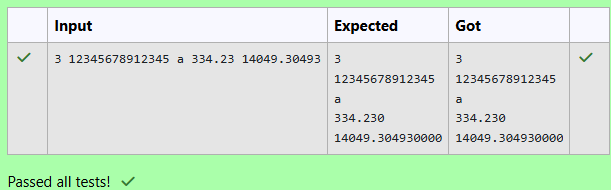 Input Expected Got
3 12345678912345 a 334.23 14049.30493 3 3
12345678912345 12345678912345
a a
334.230 334.230
14049.304930000 14049.304930000
Passed all tests!